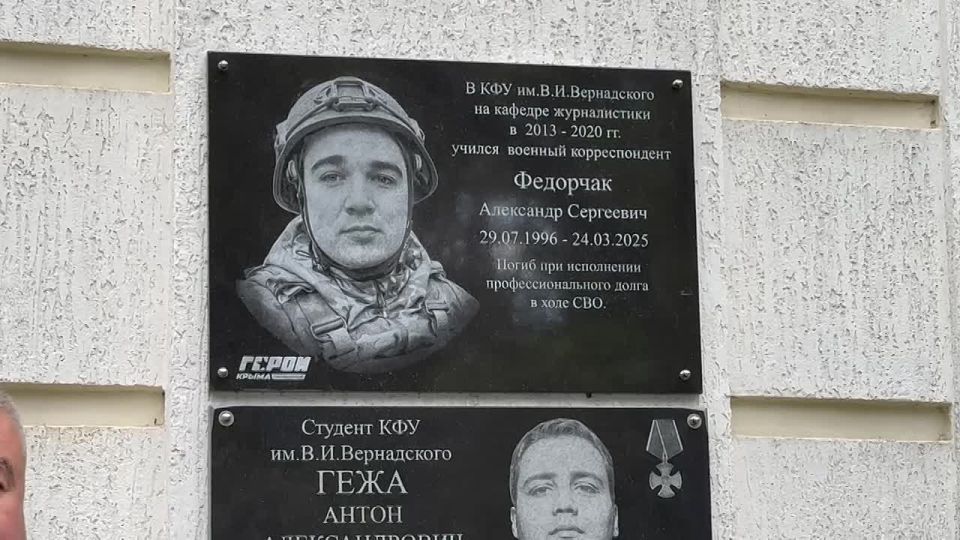 В КФУ им.В.И.Вернадского
на кафедре журналистики
в 2013 - 2020 гг.
учился военный корреспондент
Федорчак
Александр Сергеевич
29.07.1996 - 24.03.2025
Погиб при исполнении
профессионального долга
в ходе СВО.
ГЕРОИ
КРЫМА
Студент КФУ
им.В.И.Вернадского
ГЕЖА
АНТОН
АЛЕКСАНДРОВИЧ